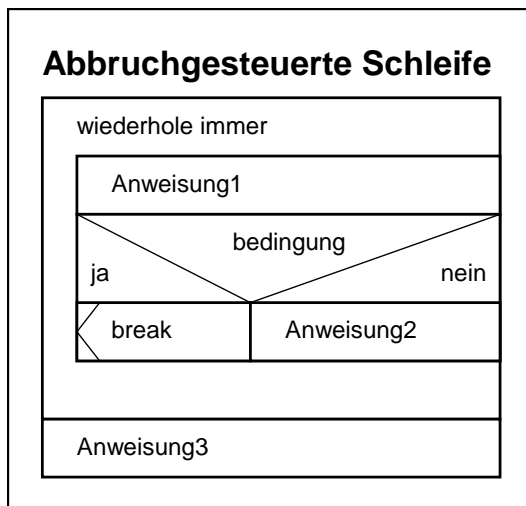 Abbruchgesteuerte Schleife
wiederhole immer
Anweisung1
bedingung
ja
nein
break
Anweisung2
Anweisung3